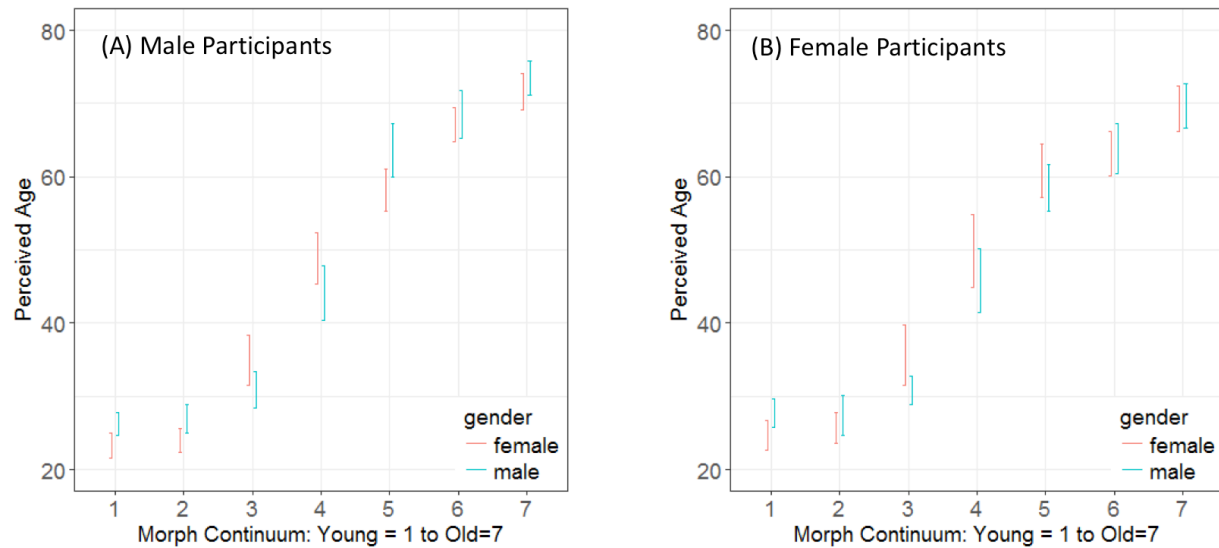 (A) Male Participants
80
60
40
20
Perceived Age
gender
female
male
1 2 3 4 5 6 7
Morph Continuum: Young = 1 to Old=7
(B) Female Participants
80
60
40
20
Perceived Age
gender
female
male
1 2 3 4 5 6 7
Morph Continuum: Young = 1 to Old=7